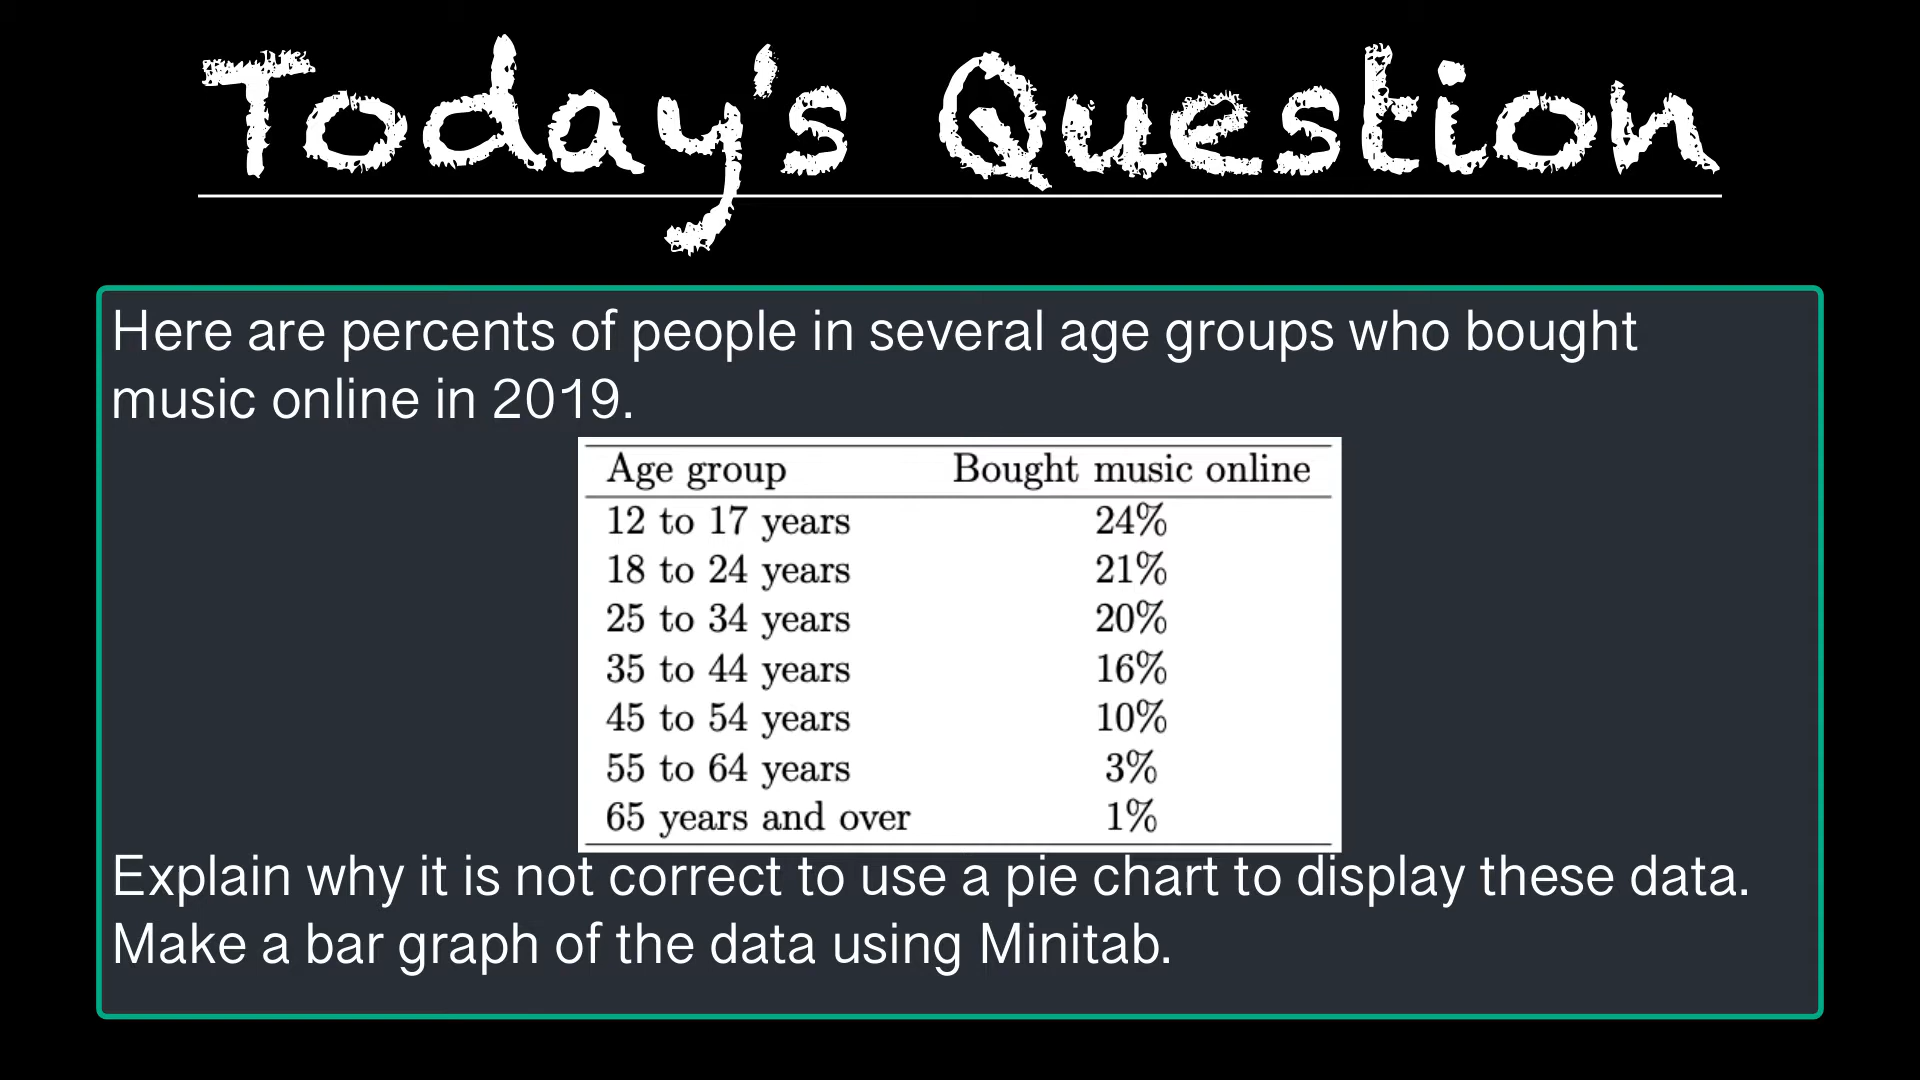 Today's Question
Here are percents of people in several age groups who bought
music online in 2019.
Age group Bought music online
12 to 17 years 24%
18 to 24 years 21%
25 to 34 years 20%
35 to 44 years 16%
45 to 54 years 10%
55 to 64 years 3%
65 years and over 1%
Explain why it is not correct to use a pie chart to display these data.
Make a bar graph of the data using Minitab.